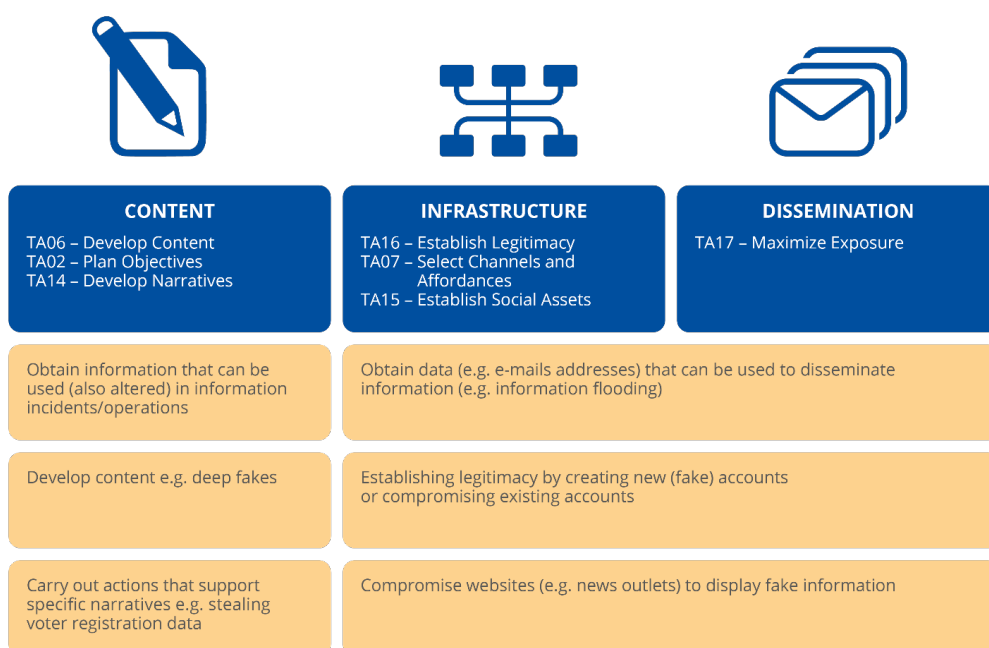 CONTENT
TA06 – Develop Content
TA02 – Plan Objectives
TA14 – Develop Narratives
INFRASTRUCTURE
TA16 – Establish Legitimacy
TA07 – Select Channels and
Affordances
TA15 – Establish Social Assets
DISSEMINATION
TA17 – Maximize Exposure
Obtain information that can be
used (also altered) in information
incidents/operations
Obtain data (e.g. e-mails addresses) that can be used to disseminate
information (e.g. information flooding)
Develop content e.g. deep fakes
Establishing legitimacy by creating new (fake) accounts
or compromising existing accounts
Carry out actions that support
specific narratives e.g. stealing
voter registration data
Compromise websites (e.g. news outlets) to display fake information